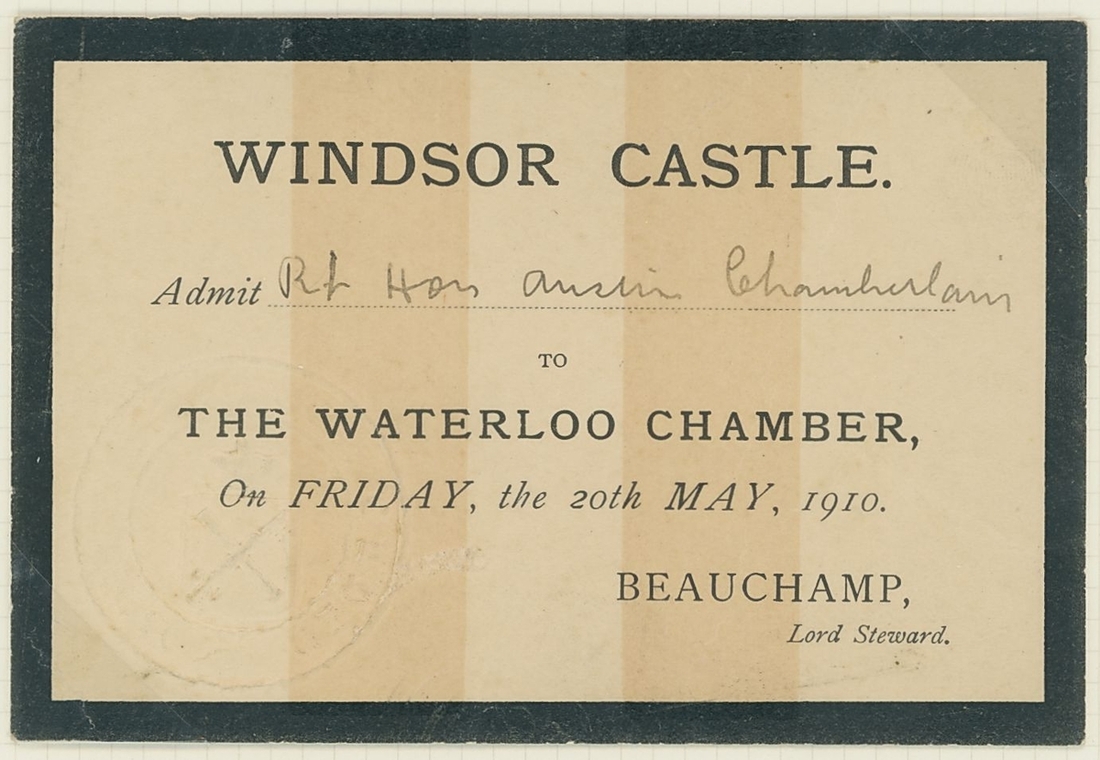 WINDSOR CASTLE.
Admit Rt Hon Austin Chamberlain
TO
THE WATERLOO CHAMBER,
On FRIDAY, the 20th MAY, 1910.
BEAUCHAMP,
Lord Steward.